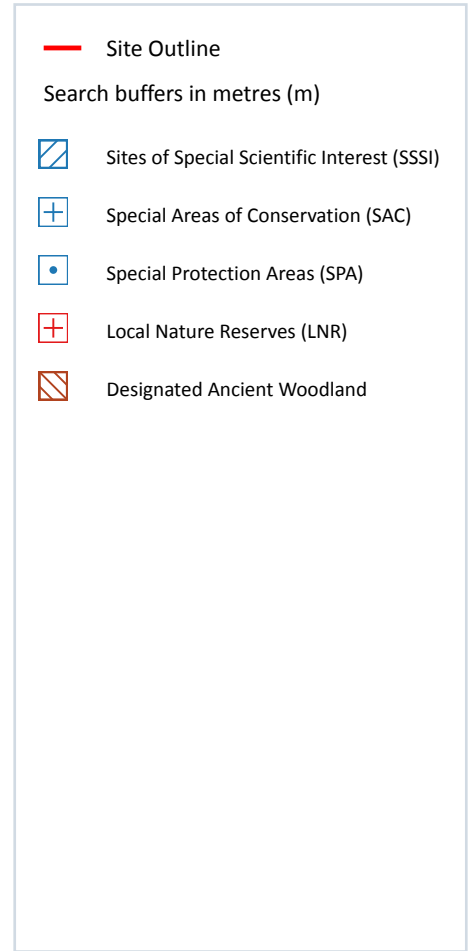 Site Outline
Search buffers in metres (m)
Sites of Special Scientific Interest (SSSI)
Special Areas of Conservation (SAC)
Special Protection Areas (SPA)
Local Nature Reserves (LNR)
Designated Ancient Woodland